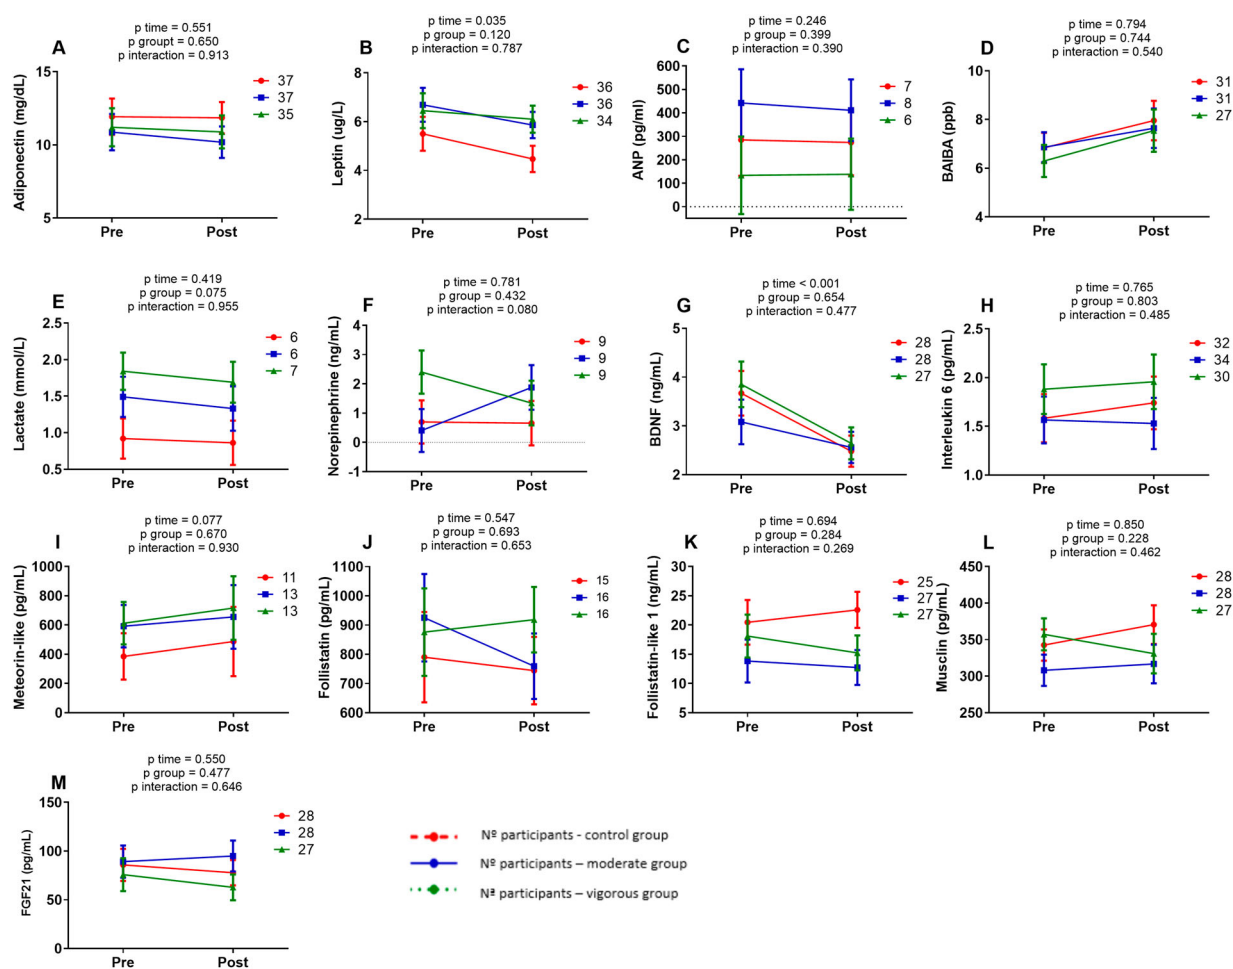 A
p time = 0.551
p groupt = 0.650
p interaction = 0.913
37
37
35
Adiponectin (mg/dL)
15
10
5
Pre
Post
B
p time = 0.035
p group = 0.120
p interaction = 0.787
36
36
34
Leptin (ug/L)
8
6
4
2
Pre
Post
C
p time = 0.246
p group = 0.399
p interaction = 0.390
7
8
6
ANP (pg/ml)
600
500
400
300
200
100
0
Pre
Post
D
p time = 0.794
p group = 0.744
p interaction = 0.540
31
31
27
BAIBA (ppb)
10
8
6
4
Pre
Post
E
p time = 0.419
p group = 0.075
p interaction = 0.955
6
6
7
Lactate (mmol/L)
2.5
2.0
1.5
1.0
0.5
Pre
Post
F
p time = 0.781
p group = 0.432
p interaction = 0.080
9
9
9
Norepinephrine (ng/mL)
4
3
2
1
0
-1
Pre
Post
G
p time < 0.001
p group = 0.654
p interaction = 0.477
28
28
27
BDNF (ng/mL)
5
4
3
2
Pre
Post
H
p time = 0.765
p group = 0.803
p interaction = 0.485
32
34
30
Interleukin 6 (pg/mL)
2.5
2.0
1.5
1.0
Pre
Post
I
p time = 0.077
p group = 0.670
p interaction = 0.930
11
13
13
Meteorin-like (pg/mL)
1000
800
600
400
200
0
Pre
Post
J
p time = 0.547
p group = 0.693
p interaction = 0.653
15
16
16
Follistatin (pg/mL)
1100
1000
900
800
700
600
Pre
Post
K
p time = 0.694
p group = 0.284
p interaction = 0.269
25
27
27
Follistatin-like 1 (ng/mL)
30
25
20
15
10
5
Pre
Post
L
p time = 0.850
p group = 0.228
p interaction = 0.462
28
28
27
Musclin (pg/mL)
400
350
300
250
Pre
Post
M
p time = 0.550
p group = 0.477
p interaction = 0.646
28
28
27
FGF21 (pg/mL)
150
100
50
0
Pre
Post
Nº participants - control group
Nº participants – moderate group
Nª participants – vigorous group